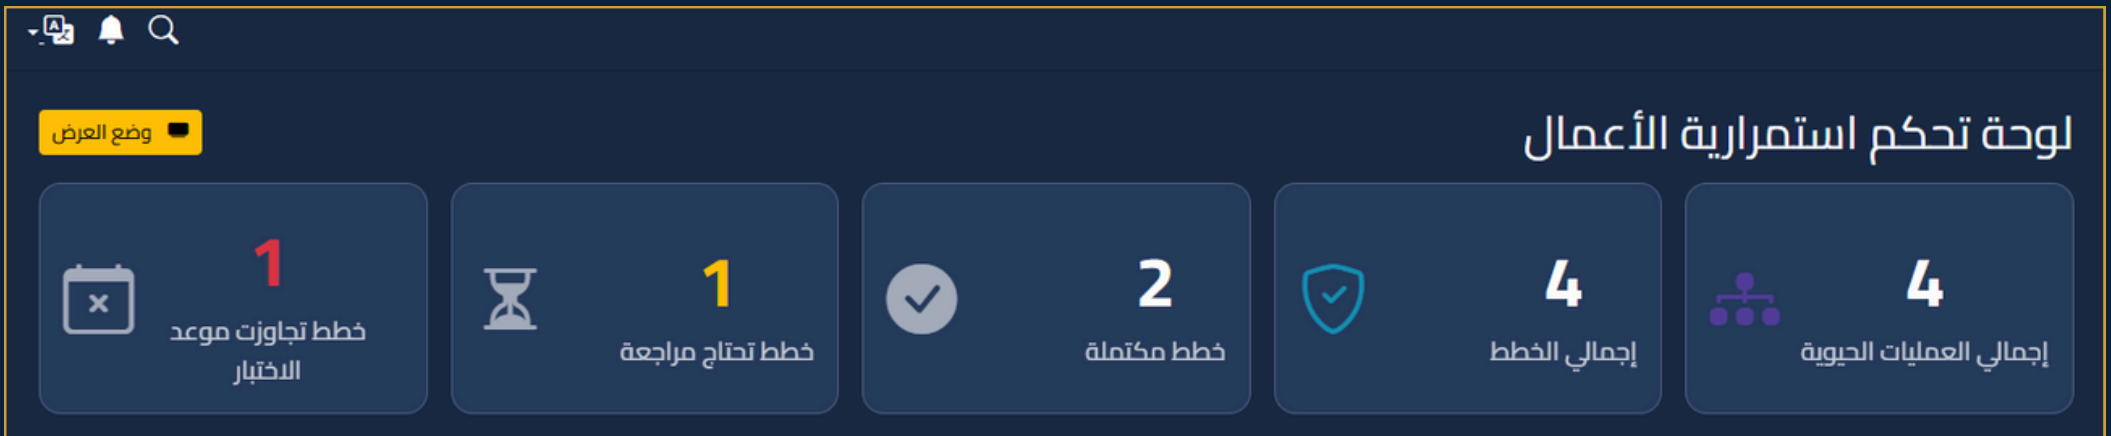 لوحة تحكم استمرارية الأعمال
وضع العرض
4
إجمالي العمليات الحيوية
4
إجمالي الخطط
2
خطط مكتملة
1
خطط تحتاج مراجعة
1
خطط تجاوزت موعد
الاختبار